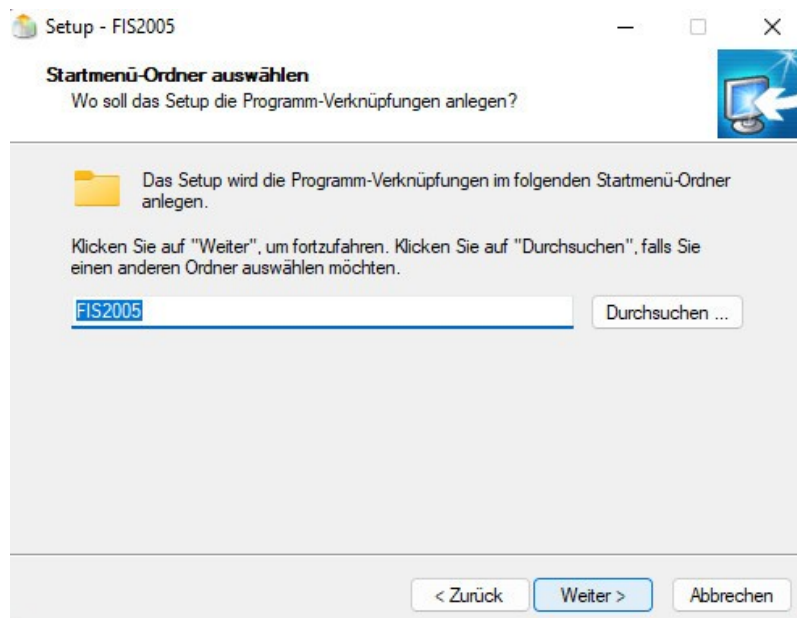 Setup - FIS2005
Startmenü-Ordner auswählen
Wo soll das Setup die Programm-Verknüpfungen anlegen?
Das Setup wird die Programm-Verknüpfungen im folgenden Startmenü-Ordner
anlegen.
Klicken Sie auf "Weiter", um fortzufahren. Klicken Sie auf "Durchsuchen", falls Sie
einen anderen Ordner auswählen möchten.
FIS2005
Durchsuchen ...
< Zurück
Weiter >
Abbrechen